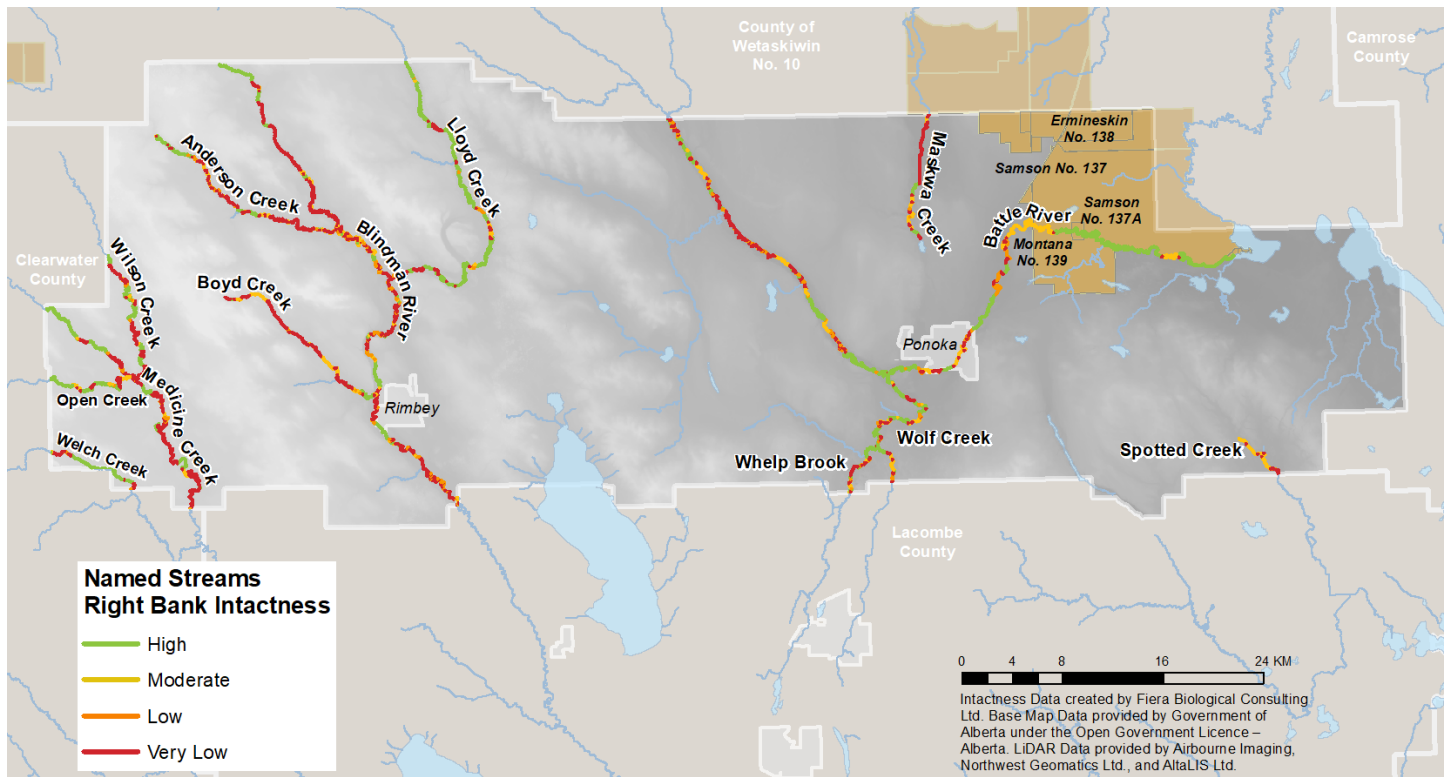 County of
Wetaskiwin
No. 10
Camrose
County
Ermineskin
No. 138
Samson No. 137
Samson
No. 137A
Montana
No. 139
Battle River
Maskwa Creek
Lloyd Creek
Anderson Creek
Blindman River
Boyd Creek
Clearwater
County
Wilson Creek
Medicine Creek
Open Creek
Welch Creek
Rimbey
Ponoka
Wolf Creek
Whelp Brook
Spotted Creek
Lacombe
County
Named Streams
Right Bank Intactness
High
Moderate
Low
Very Low
0 4 8 16 24 KM
Intactness Data created by Fiera Biological Consulting
Ltd. Base Map Data provided by Government of
Alberta under the Open Government Licence –
Alberta. LiDAR Data provided by Airbourne Imaging,
Northwest Geomatics Ltd., and AltaLIS Ltd.